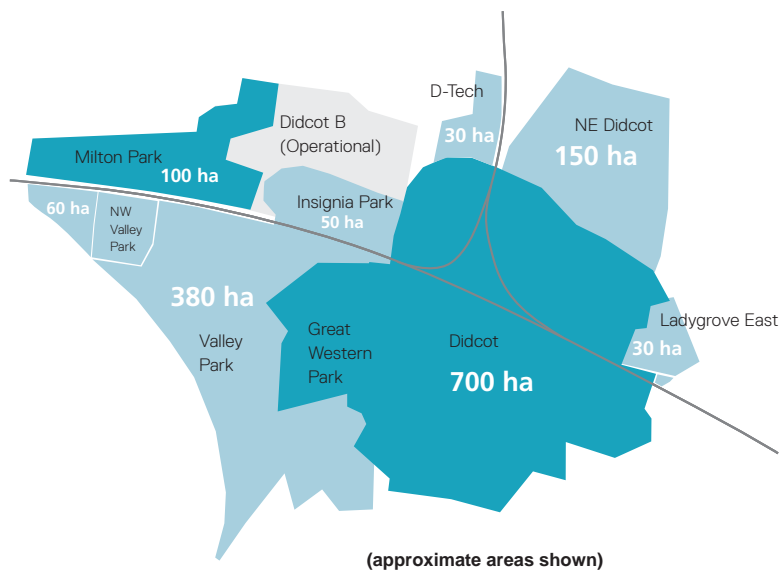 D-Tech
30 ha
NE Didcot
150 ha
Didcot B
(Operational)
Milton Park
100 ha
Insignia Park
50 ha
60 ha
NW
Valley
Park
380 ha
Valley
Park
Great
Western
Park
Didcot
700 ha
Ladygrove East
30 ha
(approximate areas shown)